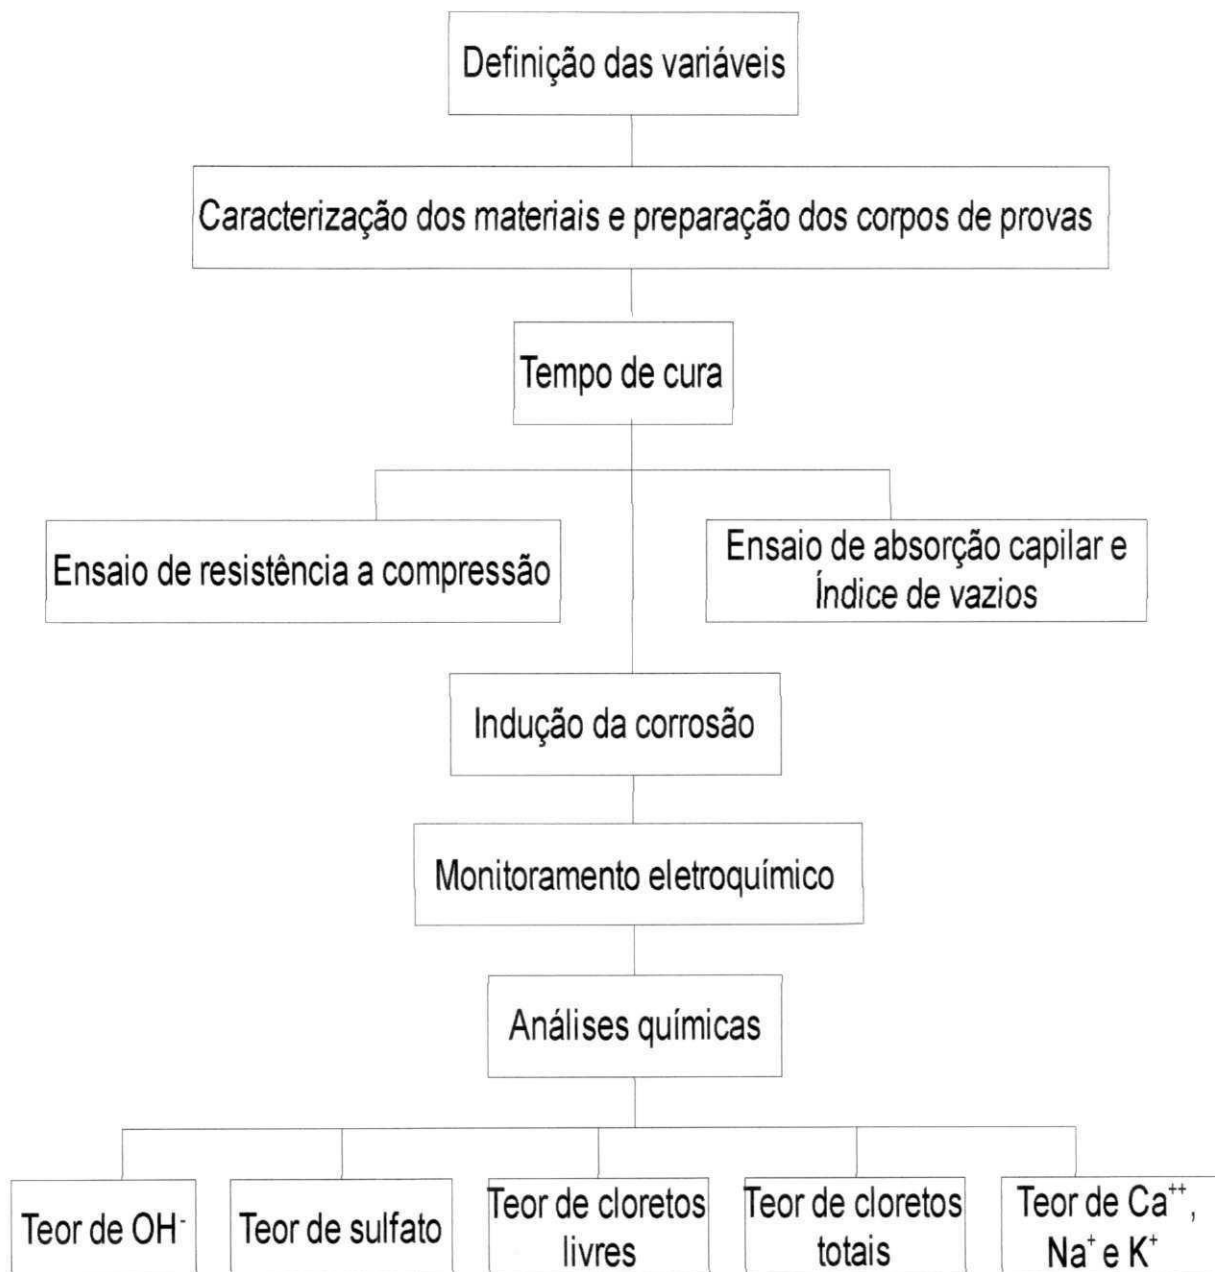 Definição das variáveis
Caracterização dos materiais e preparação dos corpos de provas
Tempo de cura
Ensaio de resistência a compressão
Ensaio de absorção capilar e
Índice de vazios
Indução da corrosão
Monitoramento eletroquímico
Análises químicas
Teor de OH⁻
Teor de sulfato
Teor de cloretos
livres
Teor de cloretos
totais
Teor de Ca⁺⁺,
Na⁺ e K⁺